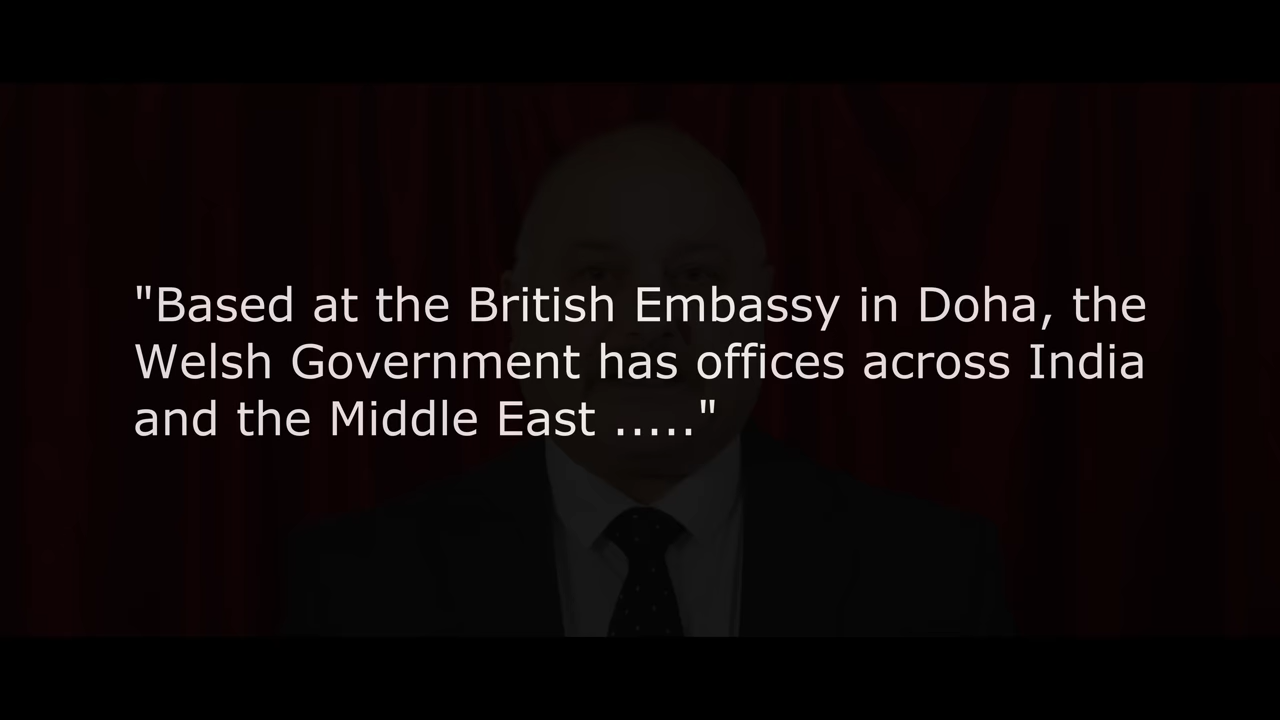 "Based at the British Embassy in Doha, the
Welsh Government has offices across India
and the Middle East ....."